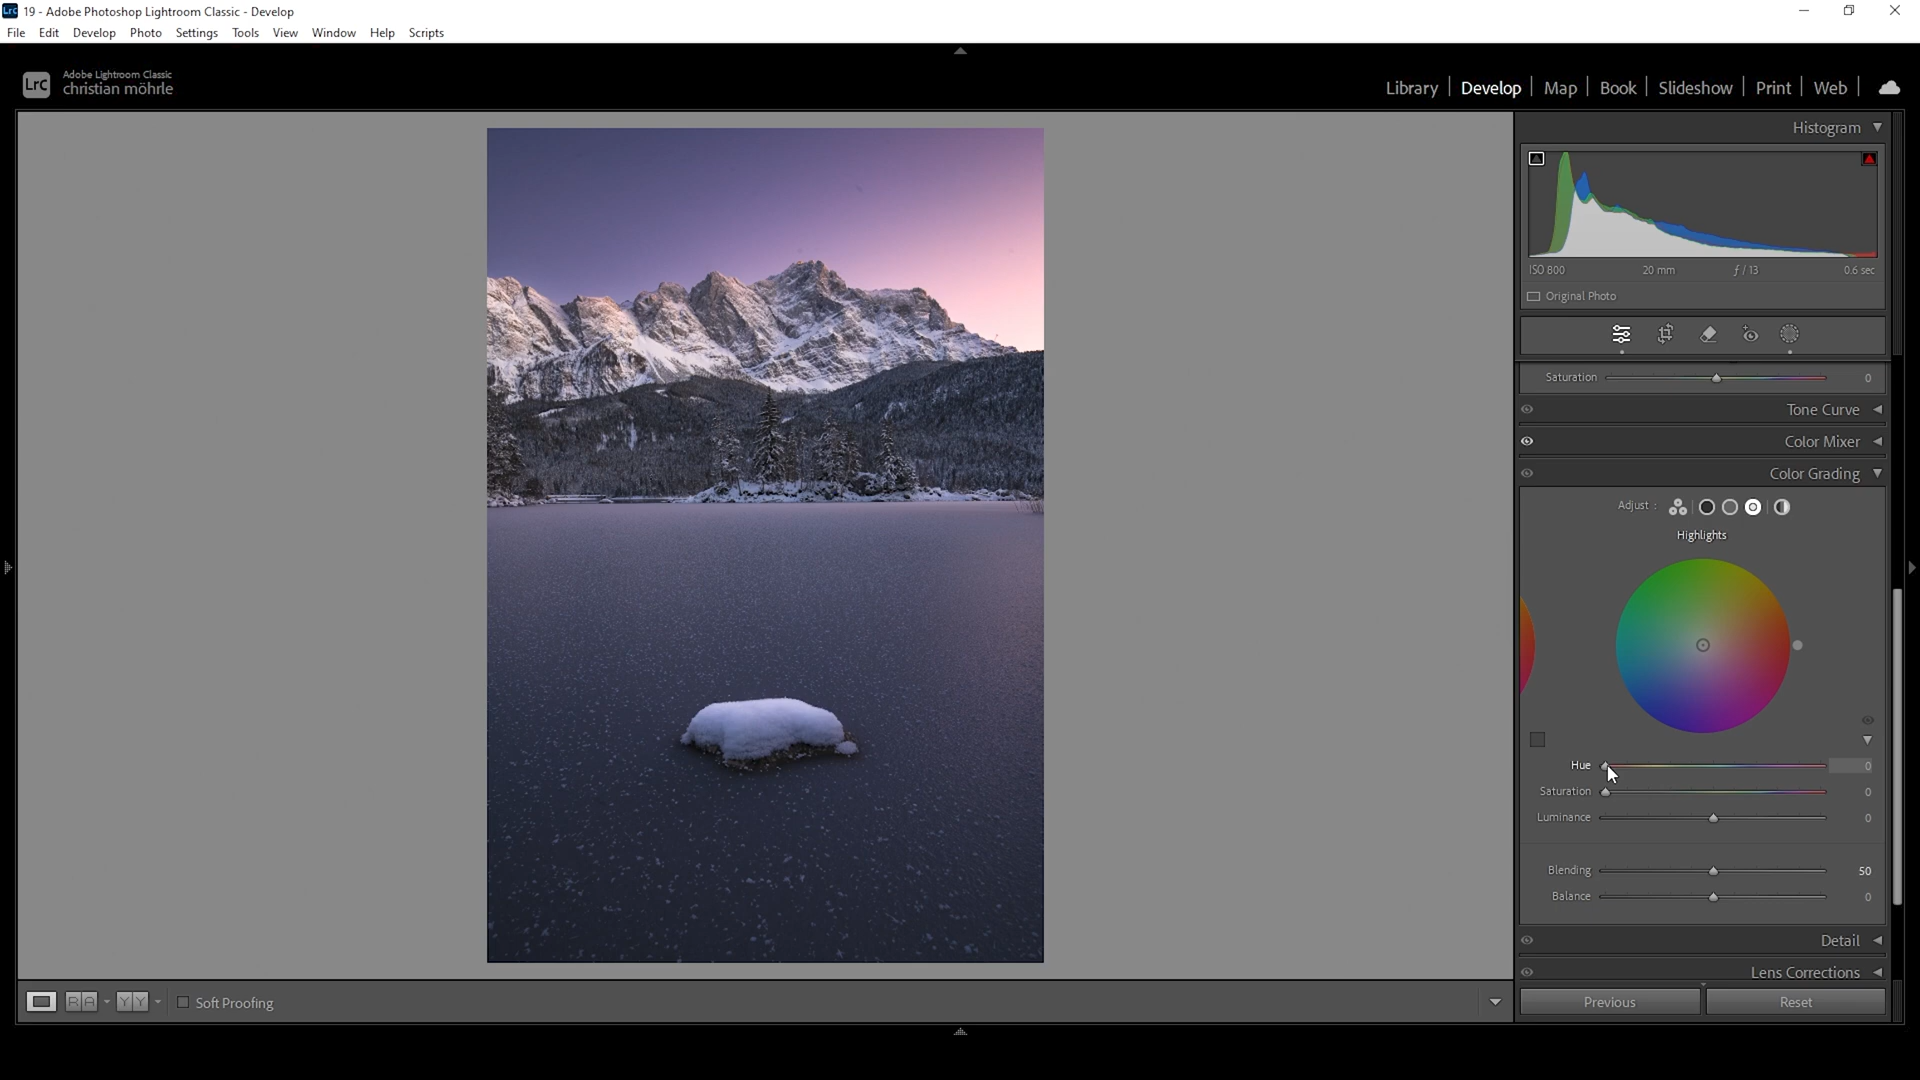 19 - Adobe Photoshop Lightroom Classic - Develop
File Edit Develop Photo Settings Tools View Window Help Scripts
Lrc
Adobe Lightroom Classic
christian möhrle
Library Develop Map Book Slideshow Print Web
Histogram
ISO 800 20 mm ƒ / 13 0.6 sec
Original Photo
Saturation 0
Tone Curve
Color Mixer
Color Grading
Adjust :
Highlights
Hue 0
Saturation 0
Luminance 0
Blending 50
Balance 0
Detail
Lens Corrections
R A Y Y Soft Proofing
Previous Reset